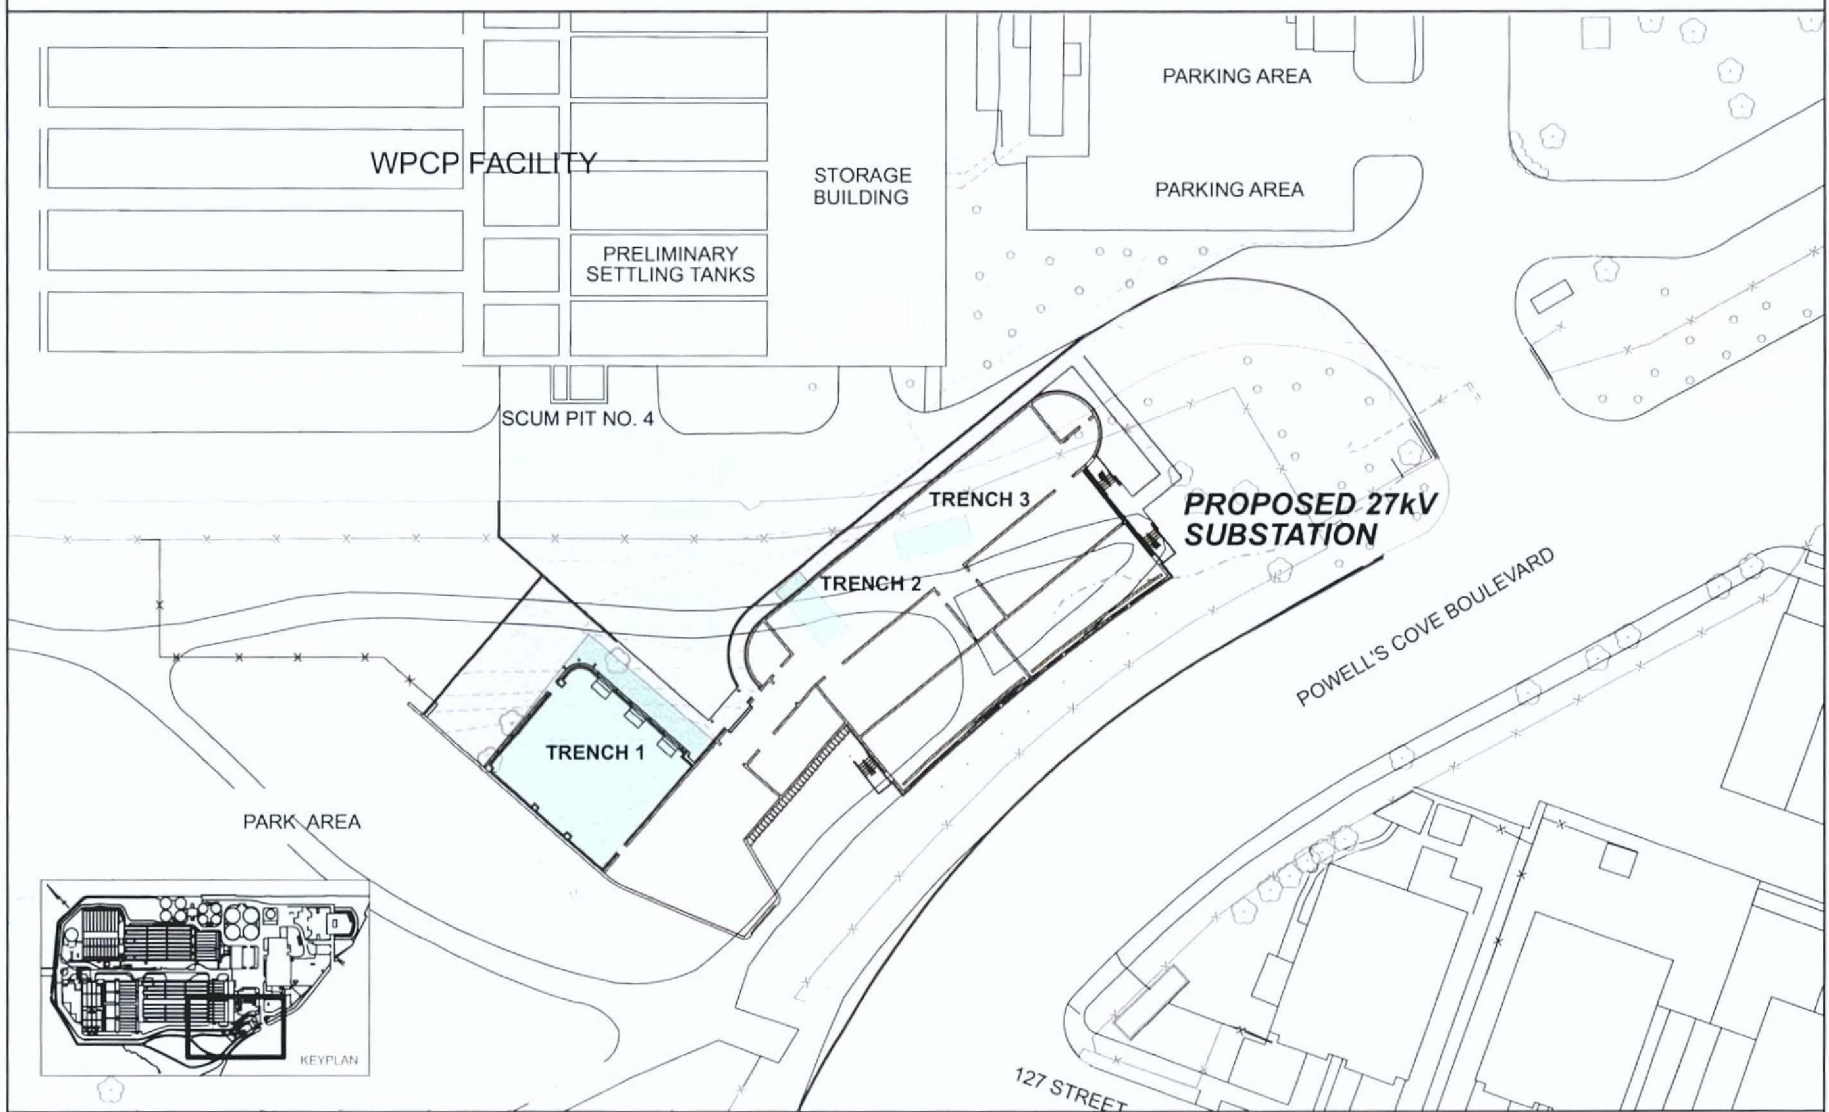 PARKING AREA
WPCP FACILITY
STORAGE
BUILDING
PARKING AREA
PRELIMINARY
SETTLING TANKS
SCUM PIT NO. 4
TRENCH 3
PROPOSED 27kV
SUBSTATION
TRENCH 2
POWELL'S COVE BOULEVARD
TRENCH 1
PARK AREA
KEYPLAN
127 STREET